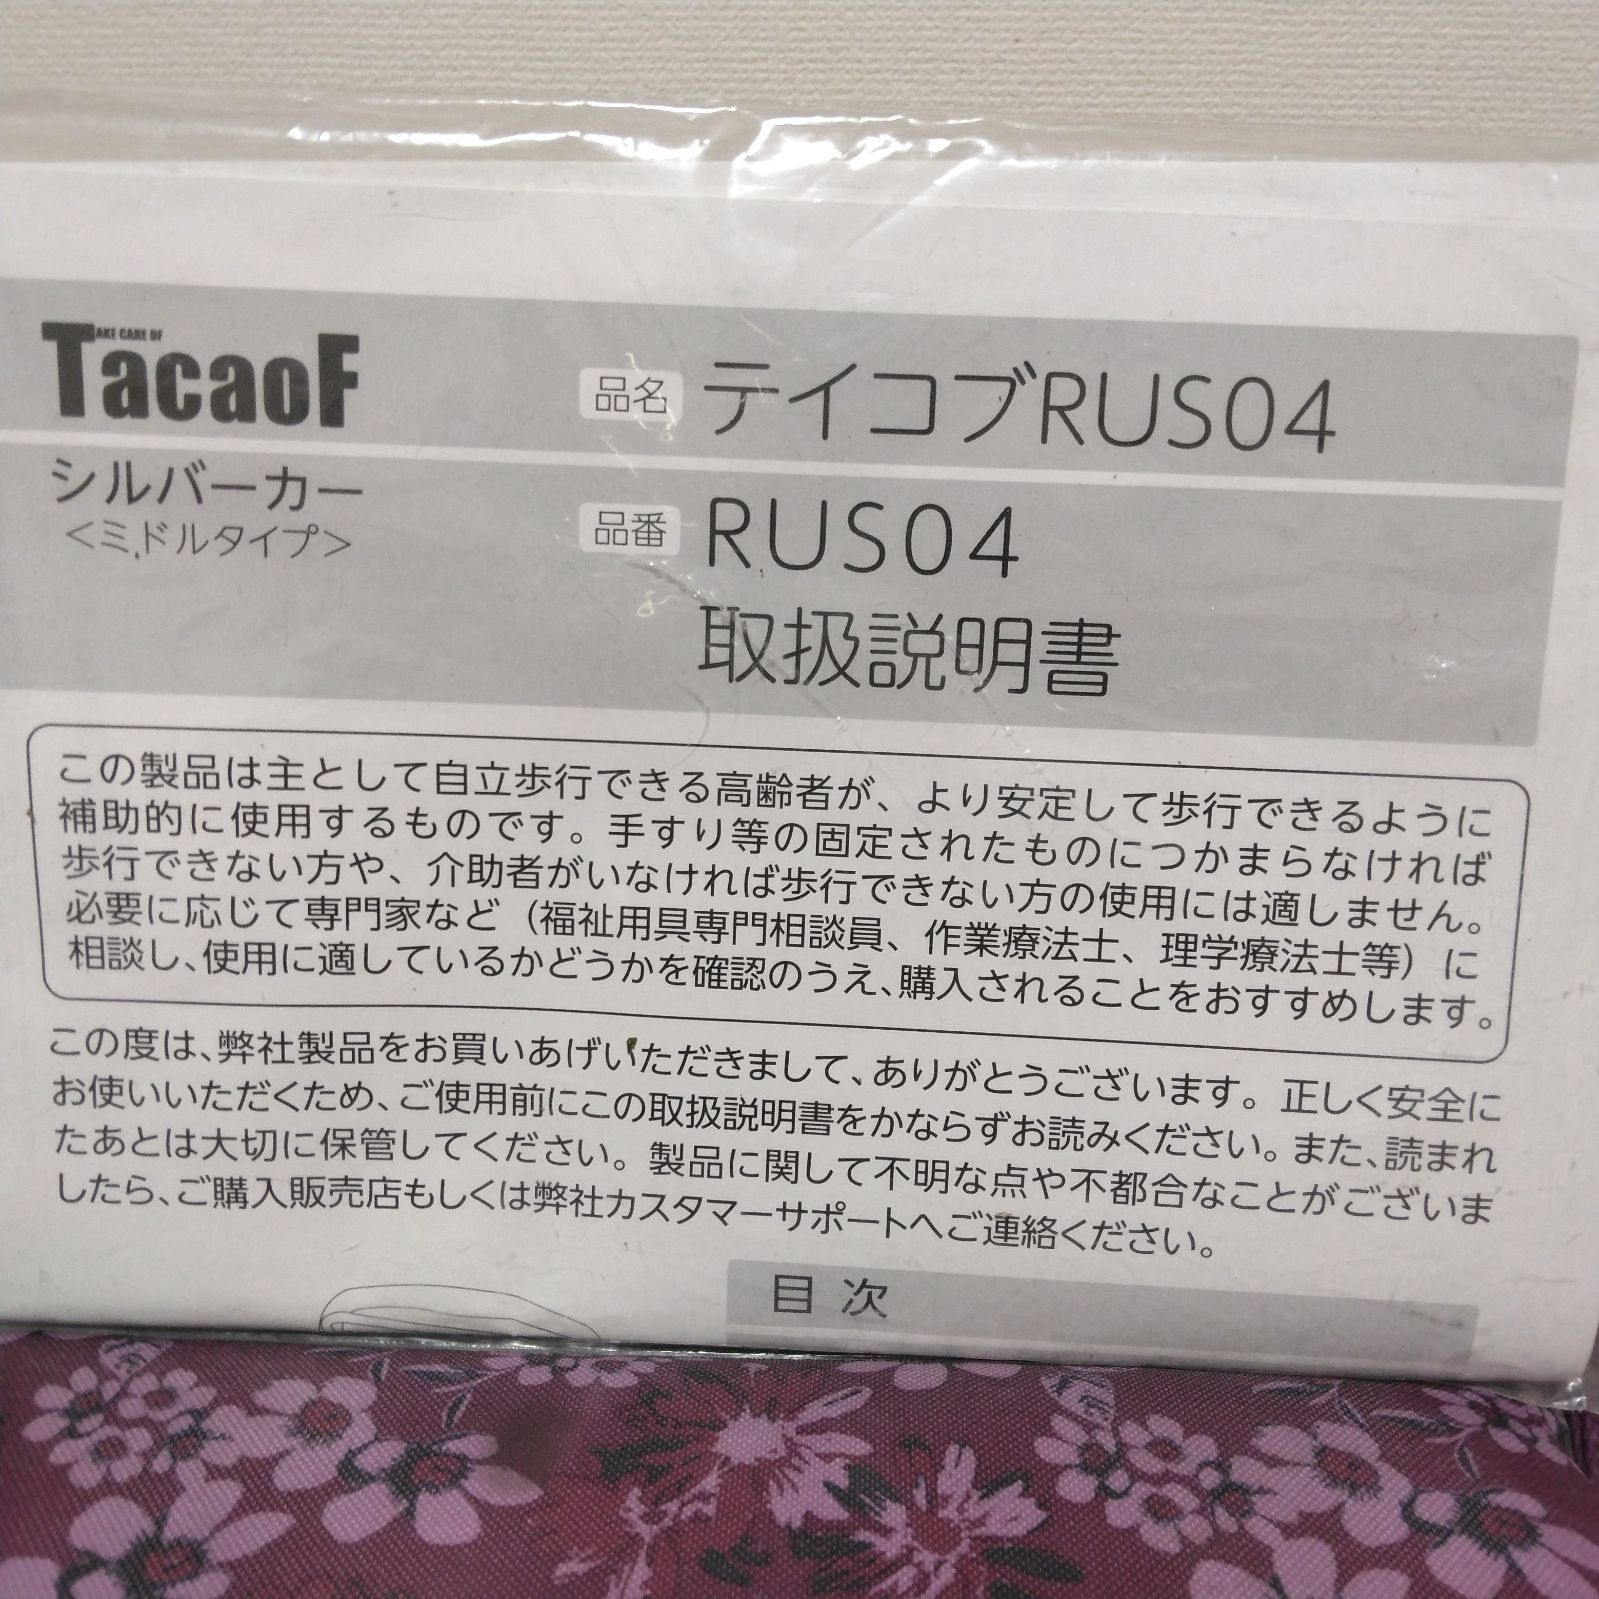 TAKE CARE OF
TacaoF
品名 テイコブRUS04
シルバーカー
<ミドルタイプ>
品番 RUS04
取扱説明書
この製品は主として自立歩行できる高齢者が、より安定して歩行できるように
補助的に使用するものです。手すり等の固定されたものにつかまらなければ
歩行できない方や、介助者がいなければ歩行できない方の使用には適しません。
必要に応じて専門家など（福祉用具専門相談員、作業療法士、理学療法士等）に
相談し、使用に適しているかどうかを確認のうえ、購入されることをおすすめします。
この度は、弊社製品をお買いあげいただきまして、ありがとうございます。正しく安全に
お使いいただくため、ご使用前にこの取扱説明書をかならずお読みください。また、読まれ
たあとは大切に保管してください。製品に関して不明な点や不都合なことがございま
したら、ご購入販売店もしくは弊社カスタマーサポートへご連絡ください。
目次